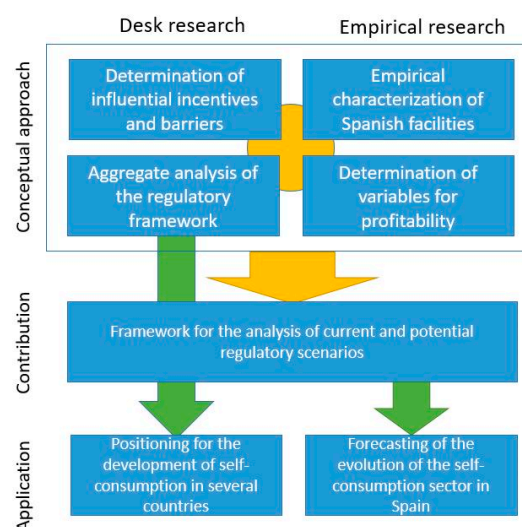 Desk research
Empirical research
Conceptual approach
Determination of
influential incentives
and barriers
Empirical
characterization of
Spanish facilities
Aggregate analysis of
the regulatory
framework
Determination of
variables for
profitability
Contribution
Framework for the analysis of current and potential
regulatory scenarios
Application
Positioning for the
development of self-
consumption in several
countries
Forecasting of the
evolution of the self-
consumption sector in
Spain